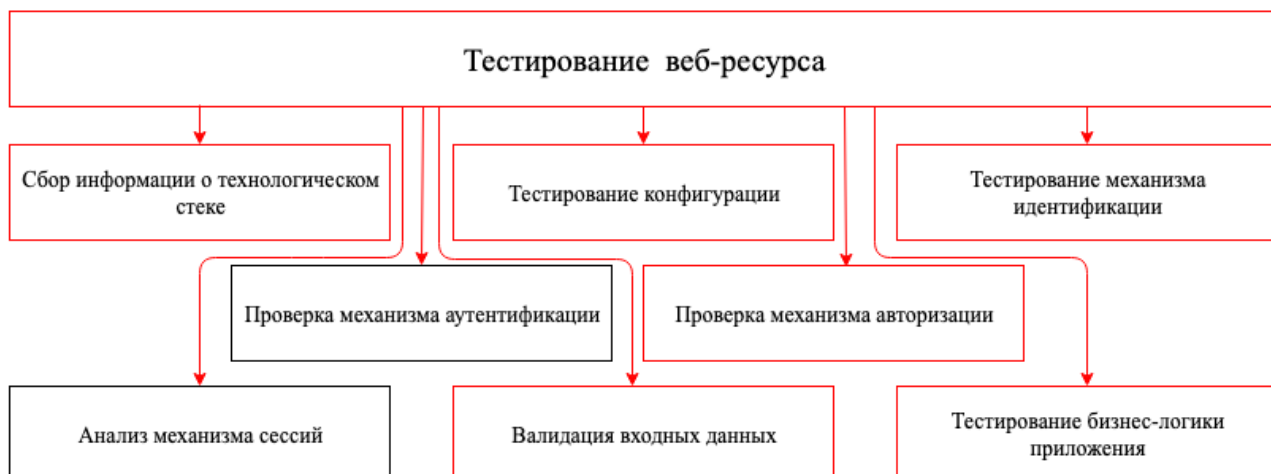 Тестирование веб-ресурса
Сбор информации о технологическом
стеке
Тестирование конфигурации
Тестирование механизма
идентификации
Проверка механизма аутентификации
Проверка механизма авторизации
Анализ механизма сессий
Валидация входных данных
Тестирование бизнес-логики
приложения